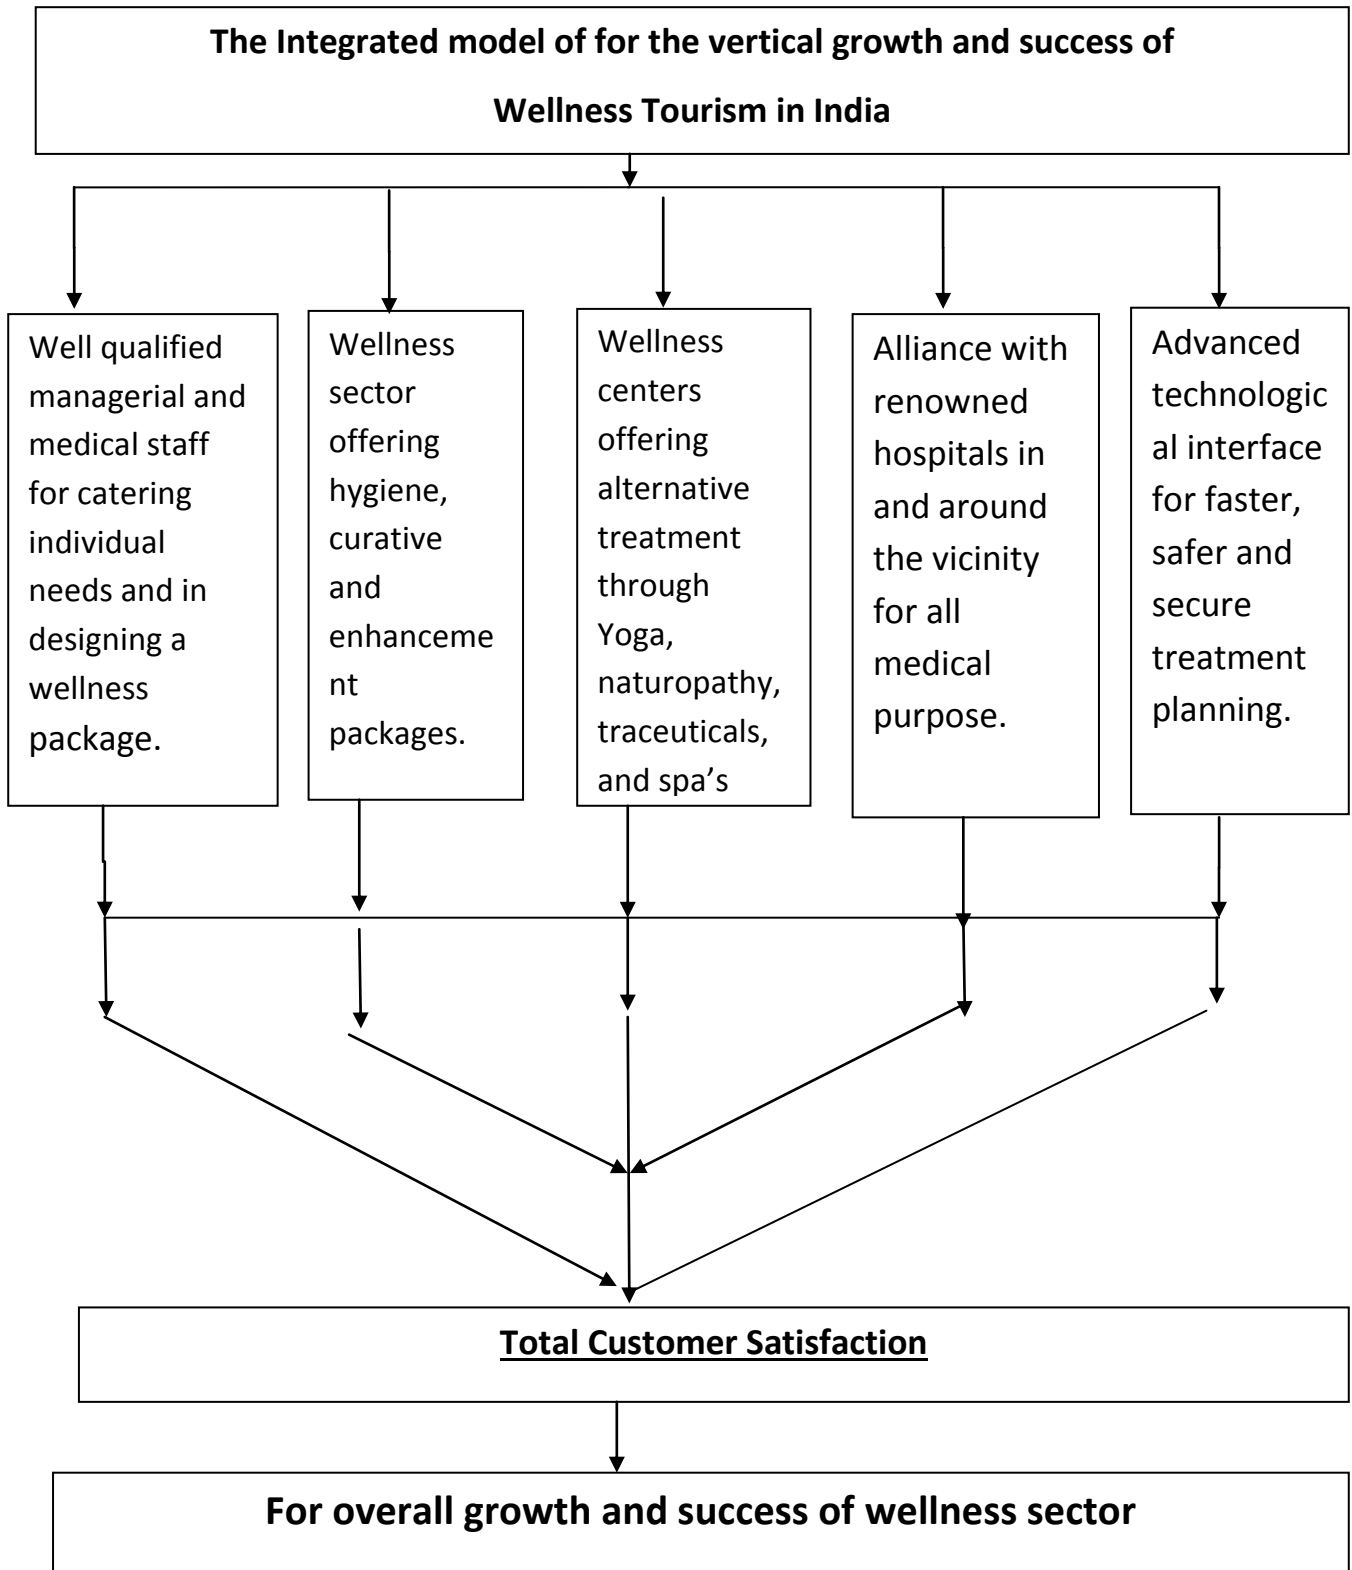 The Integrated model of for the vertical growth and success of
Wellness Tourism in India
Well qualified
managerial and
medical staff
for catering
individual
needs and in
designing a
wellness
package.
Wellness
sector
offering
hygiene,
curative
and
enhanceme
nt
packages.
Wellness
centers
offering
alternative
treatment
through
Yoga,
naturopathy,
traceuticals,
and spa’s
Alliance with
renowned
hospitals in
and around
the vicinity
for all
medical
purpose.
Advanced
technologic
al interface
for faster,
safer and
secure
treatment
planning.
Total Customer Satisfaction
For overall growth and success of wellness sector